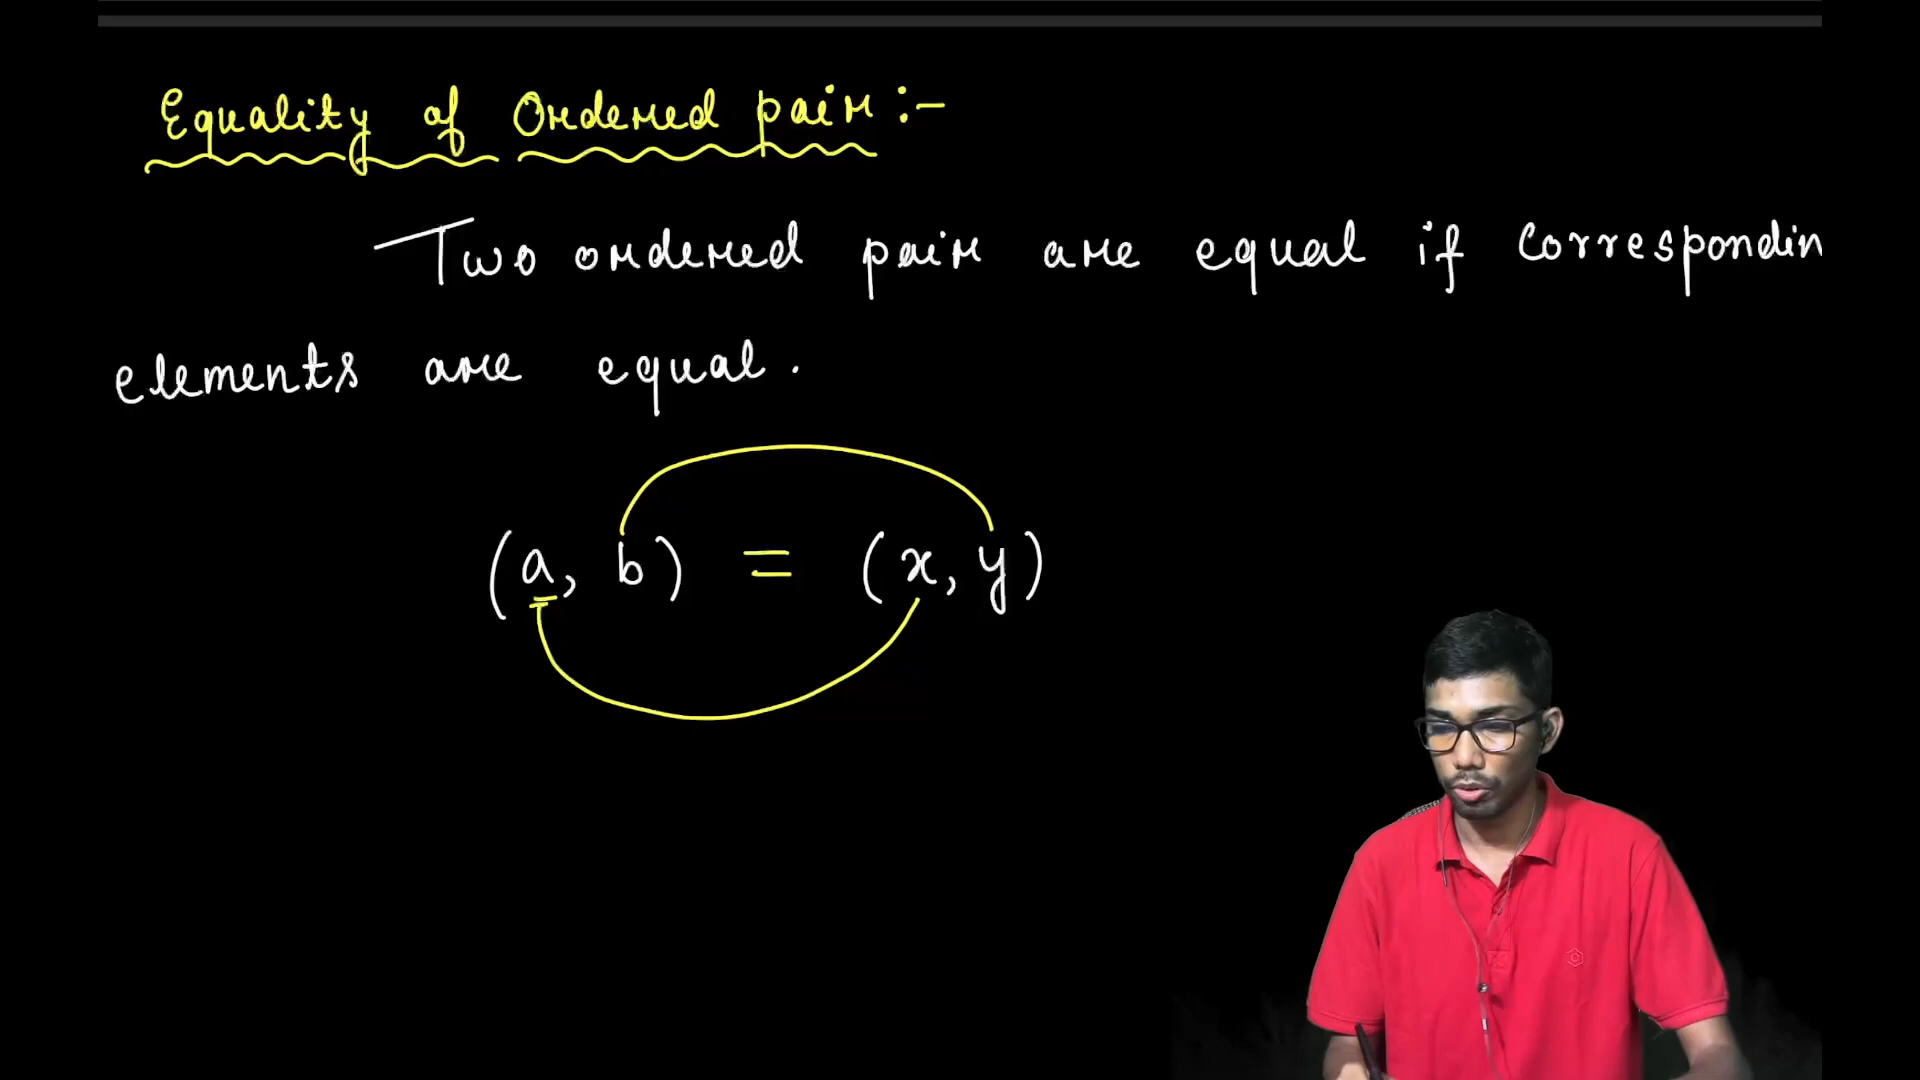 Equality of Ordered pair :-
Two ordered pair are equal if correspondin
elements are equal.
(a, b) = (x, y)